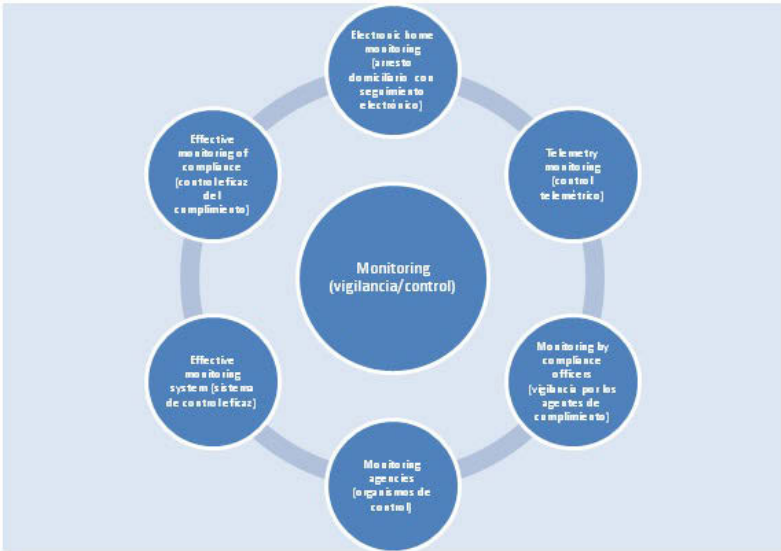 Electronic home
monitoring
(arresto
domiciliario con
seguimiento
electrónico)
Telemetry
monitoring
(control
telemétrico)
Monitoring by
compliance
officers
(vigilancia por los
agentes de
cumplimiento)
Monitoring
agencies
(organismos de
control)
Effective
monitoring
system (sistema
de control eficaz)
Effective
monitoring of
compliance
(control eficaz
del
cumplimiento)
Monitoring
(vigilancia/control)